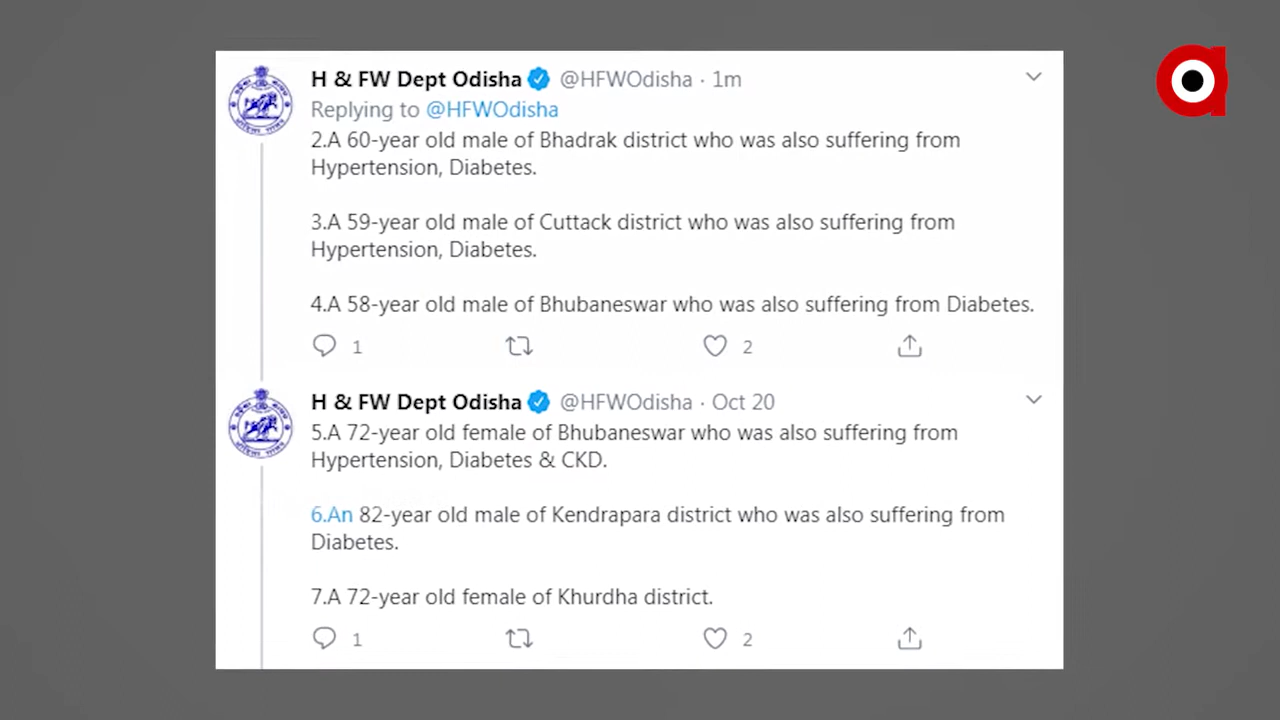 H & FW Dept Odisha @HFWOdisha · 1m
Replying to @HFWOdisha
2.A 60-year old male of Bhadrak district who was also suffering from
Hypertension, Diabetes.
3.A 59-year old male of Cuttack district who was also suffering from
Hypertension, Diabetes.
4.A 58-year old male of Bhubaneswar who was also suffering from Diabetes.
1 2
H & FW Dept Odisha @HFWOdisha · Oct 20
5.A 72-year old female of Bhubaneswar who was also suffering from
Hypertension, Diabetes & CKD.
6.An 82-year old male of Kendrapara district who was also suffering from
Diabetes.
7.A 72-year old female of Khurdha district.
1 2